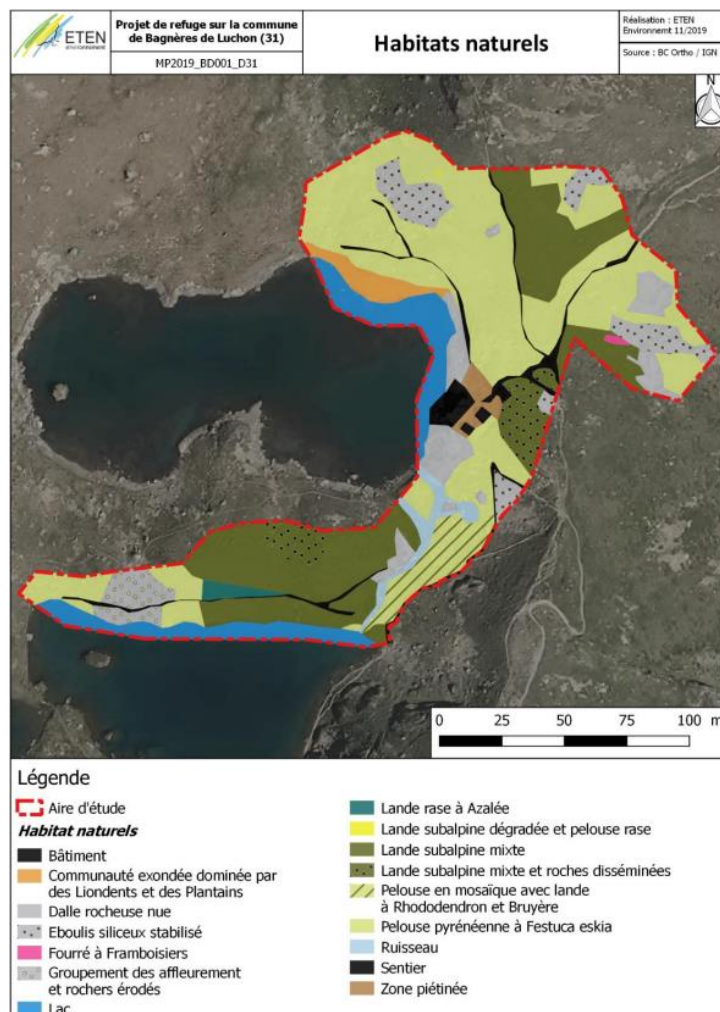 ETEN
environnement
Projet de refuge sur la commune
de Bagnères de Luchon (31)
MP2019_BD001_D31
Habitats naturels
Réalisation : ETEN
Environnemt 11/2019
Source : BC Ortho / IGN
N
0 25 50 75 100 m
Légende
Aire d'étude
Habitat naturels
Bâtiment
Communauté exondée dominée par
des Liondents et des Plantains
Dalle rocheuse nue
Eboulis siliceux stabilisé
Fourré à Framboisiers
Groupement des affleurement
et rochers érodés
Lac
Lande rase à Azalée
Lande subalpine dégradée et pelouse rase
Lande subalpine mixte
Lande subalpine mixte et roches disséminées
Pelouse en mosaïque avec lande
à Rhododendron et Bruyère
Pelouse pyrénéenne à Festuca eskia
Ruisseau
Sentier
Zone piétinée